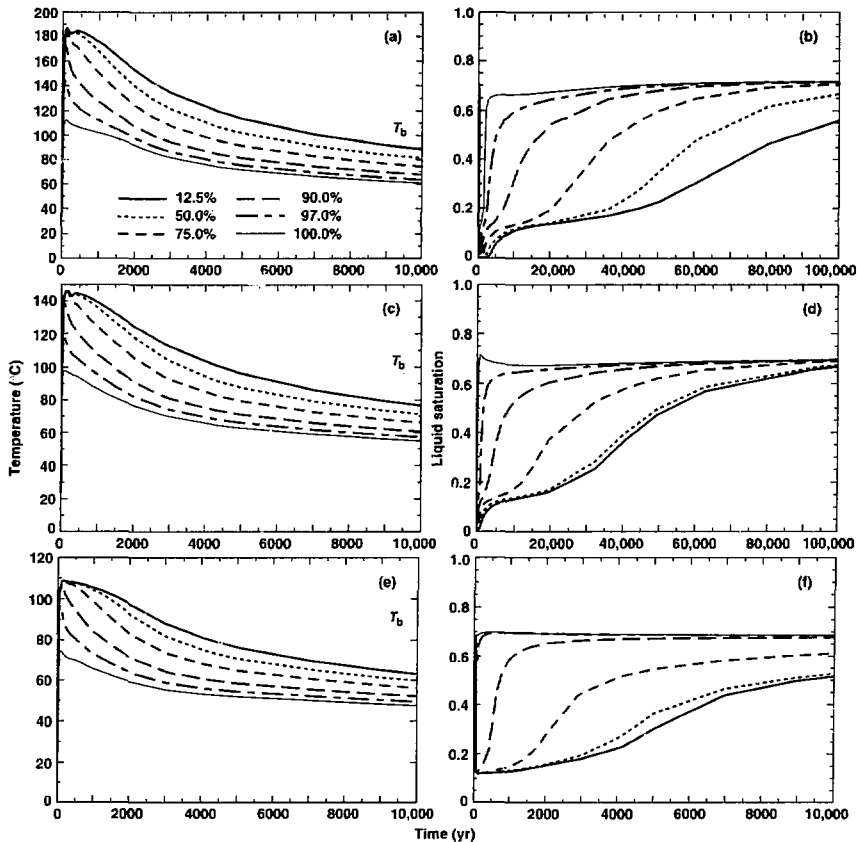 200
180
160
140
120
100
80
60
40
20
0
(a)
Tb
12.5%
50.0%
75.0%
90.0%
97.0%
100.0%
0 2000 4000 6000 8000 10,000
1.0
0.8
0.6
0.4
0.2
0
(b)
0 20,000 40,000 60,000 80,000 100,000
140
120
100
80
60
40
20
0
(c)
Tb
0 2000 4000 6000 8000 10,000
1.0
0.8
0.6
0.4
0.2
0
(d)
0 20,000 40,000 60,000 80,000 100,000
Temperature (°C)
Liquid saturation
120
100
80
60
40
20
0
(e)
Tb
0 2000 4000 6000 8000 10,000
1.0
0.8
0.6
0.4
0.2
0
(f)
0 2000 4000 6000 8000 10,000
Time (yr)